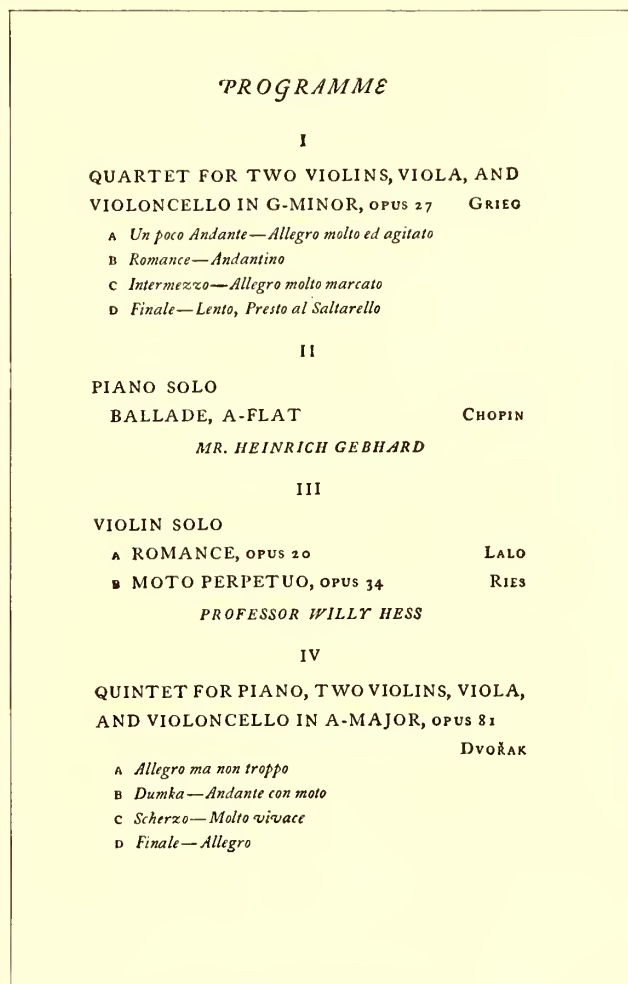 PROGRAMME
I
QUARTET FOR TWO VIOLINS, VIOLA, AND
VIOLONCELLO IN G-MINOR, OPUS 27 GRIEG
A Un poco Andante—Allegro molto ed agitato
B Romance—Andantino
C Intermezzo—Allegro molto marcato
D Finale—Lento, Presto al Saltarello
II
PIANO SOLO
BALLADE, A-FLAT CHOPIN
MR. HEINRICH GEBHARD
III
VIOLIN SOLO
A ROMANCE, OPUS 20 LALO
B MOTO PERPETUO, OPUS 34 RIES
PROFESSOR WILLY HESS
IV
QUINTET FOR PIANO, TWO VIOLINS, VIOLA,
AND VIOLONCELLO IN A-MAJOR, OPUS 81
DVOŘAK
A Allegro ma non troppo
B Dumka—Andante con moto
C Scherzo—Molto vivace
D Finale—Allegro